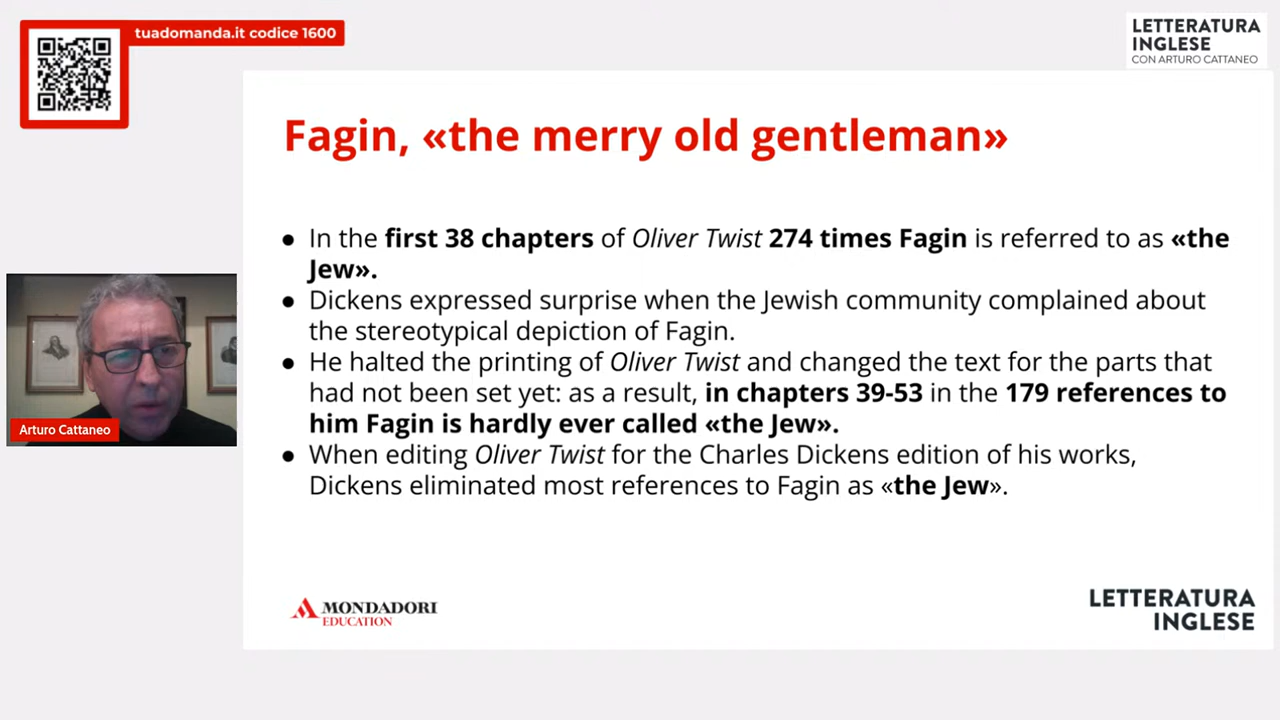 tuadomanda.it codice 1600
LETTERATURA
INGLESE
CON ARTURO CATTANEO
Fagin, «the merry old gentleman»
● In the first 38 chapters of Oliver Twist 274 times Fagin is referred to as «the
Jew».
● Dickens expressed surprise when the Jewish community complained about
the stereotypical depiction of Fagin.
● He halted the printing of Oliver Twist and changed the text for the parts that
had not been set yet: as a result, in chapters 39-53 in the 179 references to
him Fagin is hardly ever called «the Jew».
● When editing Oliver Twist for the Charles Dickens edition of his works,
Dickens eliminated most references to Fagin as «the Jew».
Arturo Cattaneo
MONDADORI
EDUCATION
LETTERATURA
INGLESE